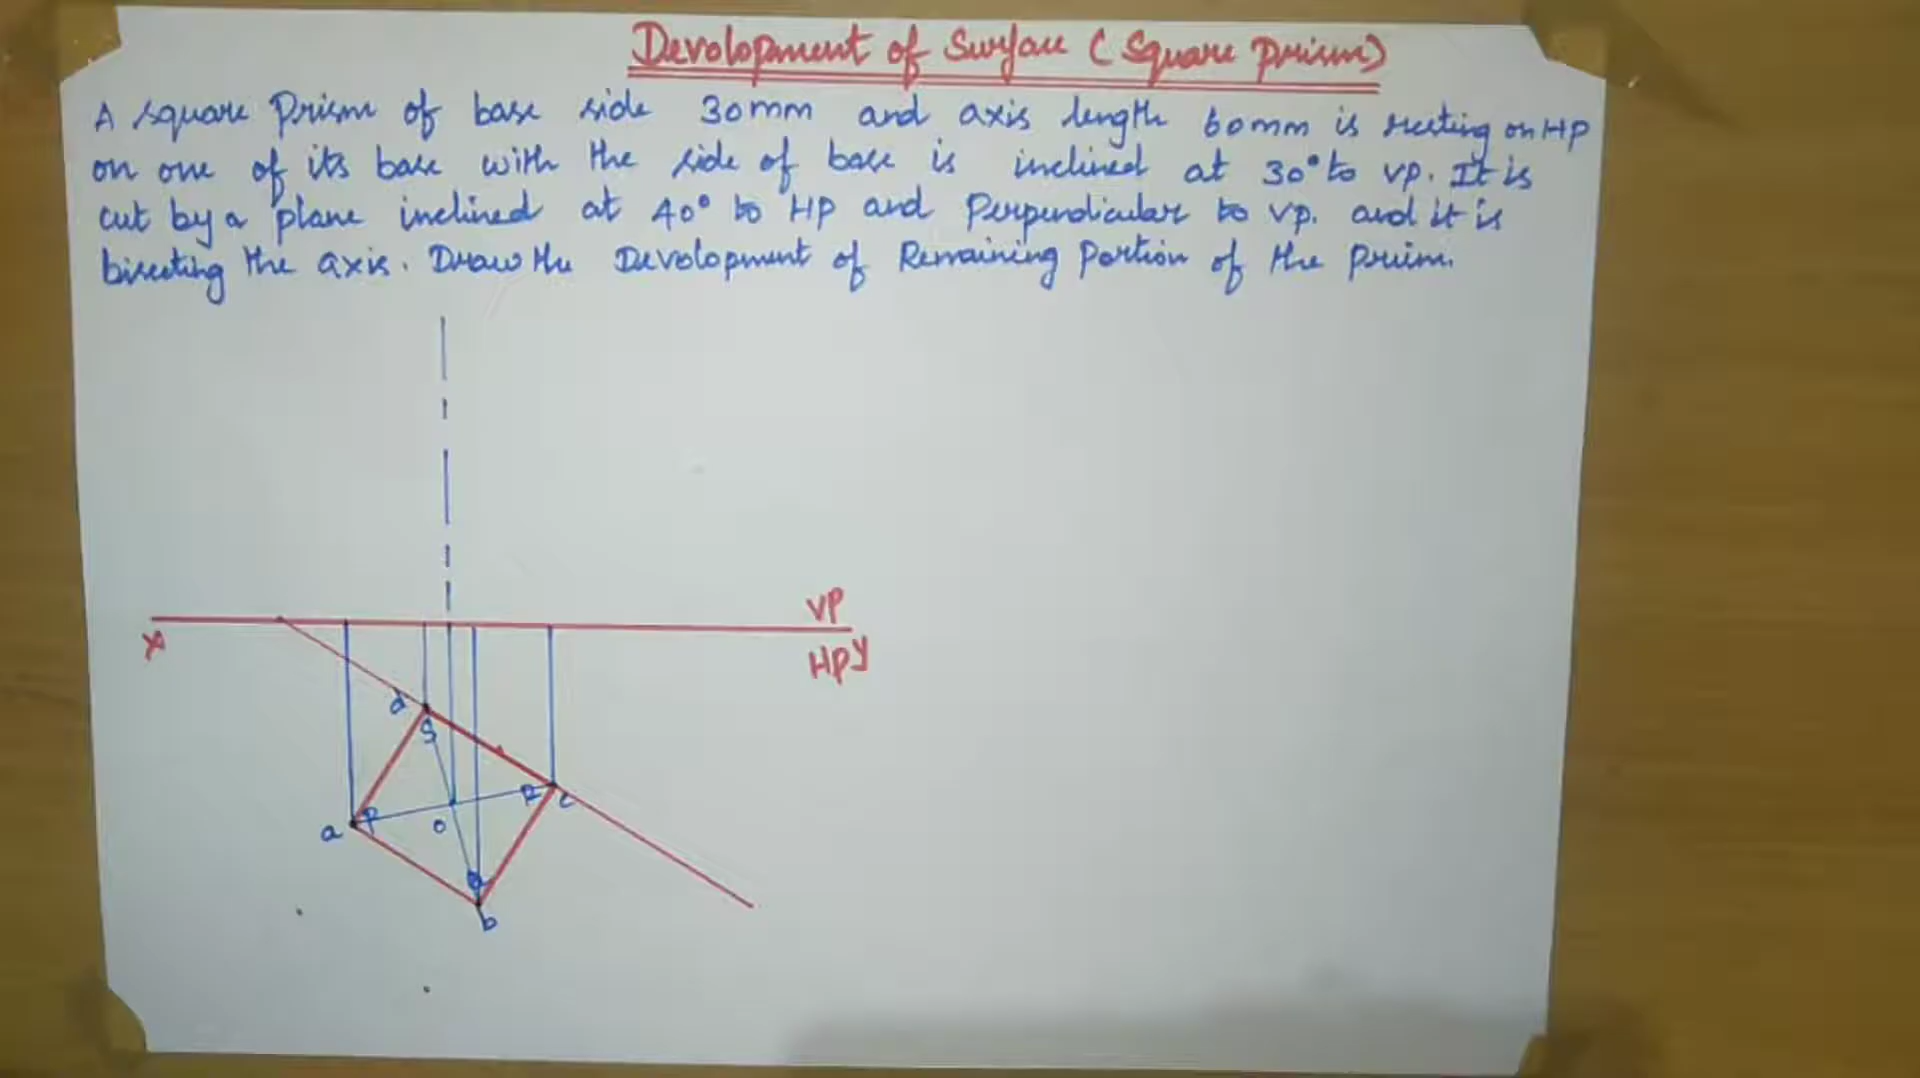 Devolopment of Surface (Square prism)
A square Prism of base side 30mm and axis length 60mm is resting on HP
on one of its base with the side of base is inclined at 30° to VP. It is
cut by a plane inclined at 40° to HP and Perpendicular to VP. and it is
bisecting the axis. Draw the Devolopment of Remaining Portion of the prism.
VP
X
HP Y
d
S
a P
R c
o
Q
b